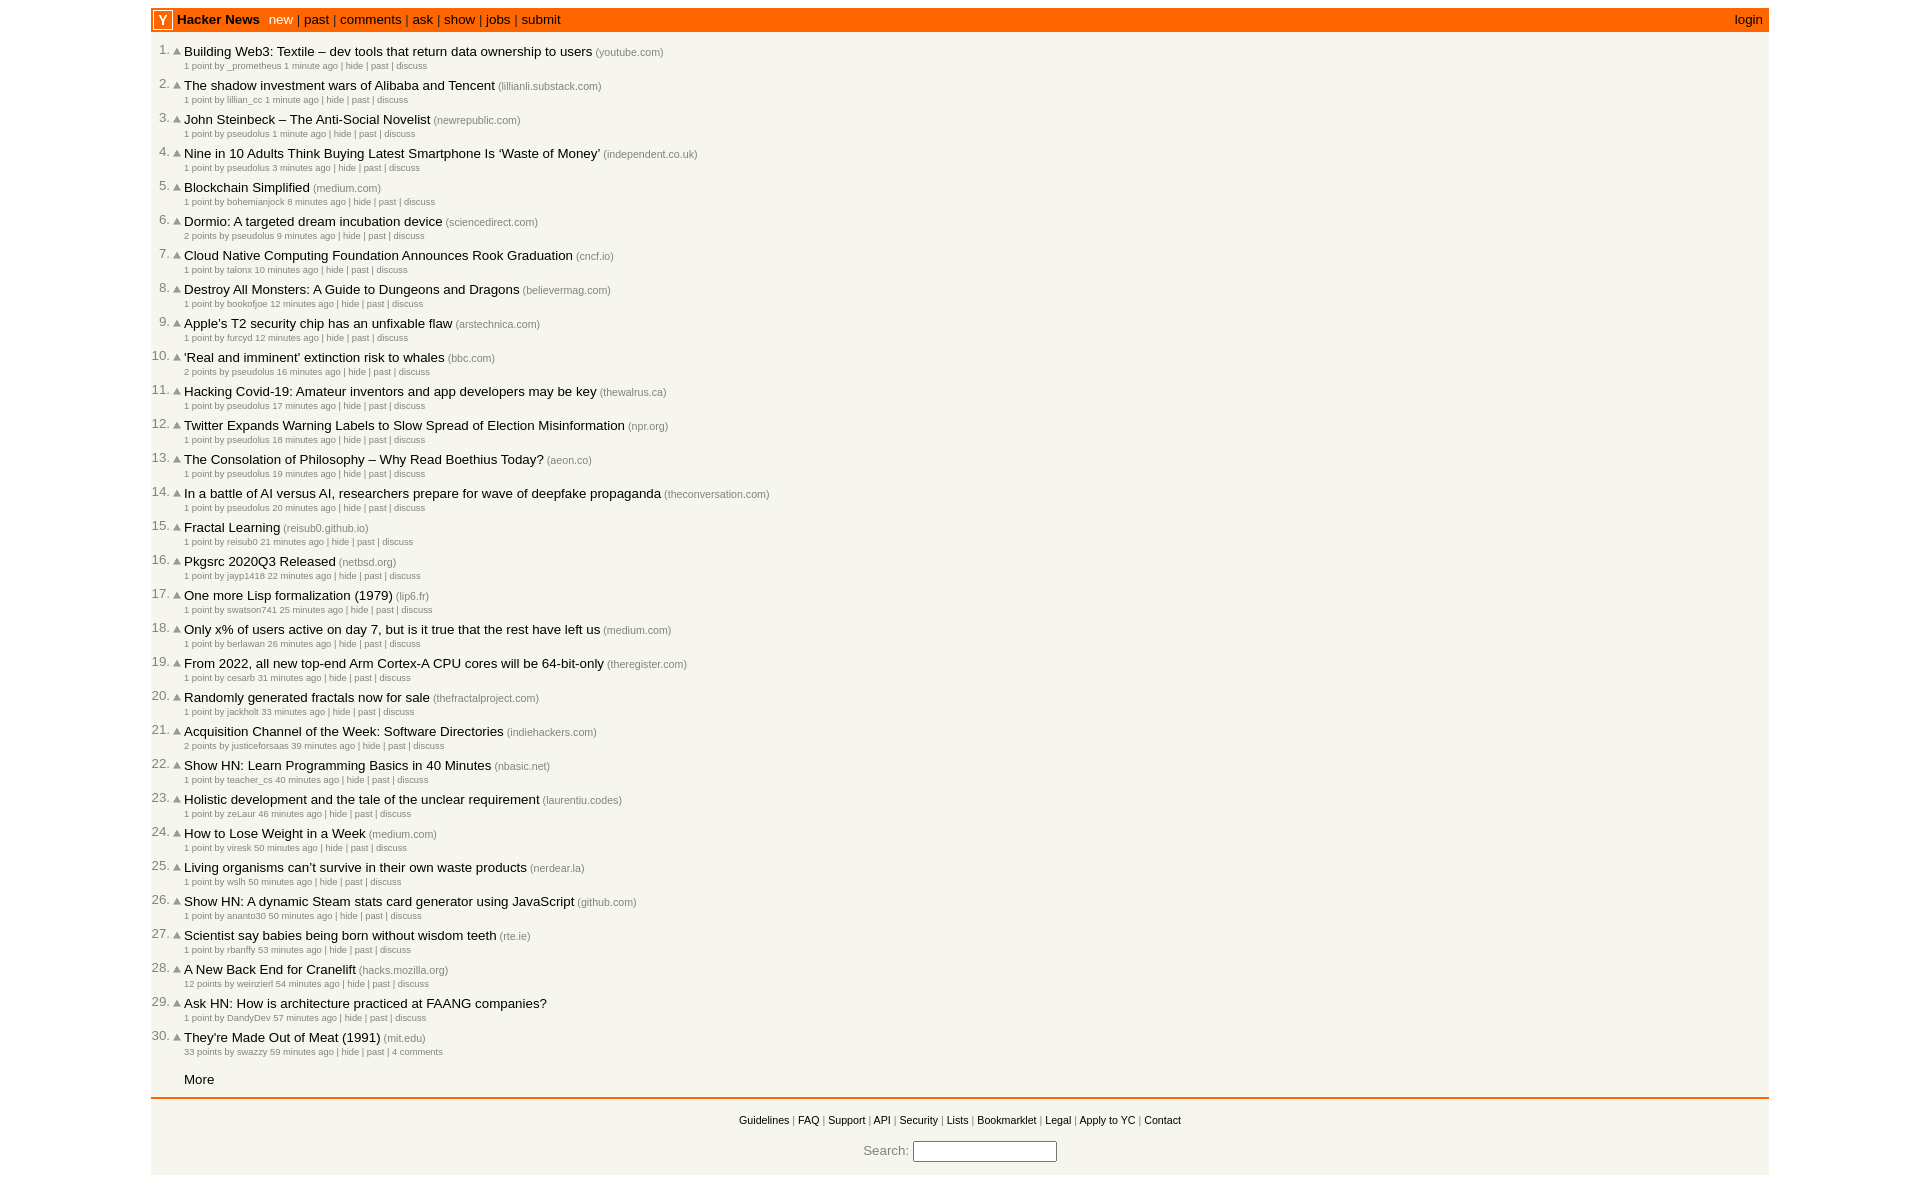 Y Hacker News new | past | comments | ask | show | jobs | submit login
1. Building Web3: Textile – dev tools that return data ownership to users (youtube.com)
1 point by _prometheus 1 minute ago | hide | past | discuss
2. The shadow investment wars of Alibaba and Tencent (lillianli.substack.com)
1 point by lillian_cc 1 minute ago | hide | past | discuss
3. John Steinbeck – The Anti-Social Novelist (newrepublic.com)
1 point by pseudolus 1 minute ago | hide | past | discuss
4. Nine in 10 Adults Think Buying Latest Smartphone Is ‘Waste of Money’ (independent.co.uk)
1 point by pseudolus 3 minutes ago | hide | past | discuss
5. Blockchain Simplified (medium.com)
1 point by bohemianjock 8 minutes ago | hide | past | discuss
6. Dormio: A targeted dream incubation device (sciencedirect.com)
2 points by pseudolus 9 minutes ago | hide | past | discuss
7. Cloud Native Computing Foundation Announces Rook Graduation (cncf.io)
1 point by talonx 10 minutes ago | hide | past | discuss
8. Destroy All Monsters: A Guide to Dungeons and Dragons (believermag.com)
1 point by bookofjoe 12 minutes ago | hide | past | discuss
9. Apple’s T2 security chip has an unfixable flaw (arstechnica.com)
1 point by furcyd 12 minutes ago | hide | past | discuss
10. 'Real and imminent' extinction risk to whales (bbc.com)
2 points by pseudolus 16 minutes ago | hide | past | discuss
11. Hacking Covid-19: Amateur inventors and app developers may be key (thewalrus.ca)
1 point by pseudolus 17 minutes ago | hide | past | discuss
12. Twitter Expands Warning Labels to Slow Spread of Election Misinformation (npr.org)
1 point by pseudolus 18 minutes ago | hide | past | discuss
13. The Consolation of Philosophy – Why Read Boethius Today? (aeon.co)
1 point by pseudolus 19 minutes ago | hide | past | discuss
14. In a battle of AI versus AI, researchers prepare for wave of deepfake propaganda (theconversation.com)
1 point by pseudolus 20 minutes ago | hide | past | discuss
15. Fractal Learning (reisub0.github.io)
1 point by reisub0 21 minutes ago | hide | past | discuss
16. Pkgsrc 2020Q3 Released (netbsd.org)
1 point by jayp1418 22 minutes ago | hide | past | discuss
17. One more Lisp formalization (1979) (lip6.fr)
1 point by swatson741 25 minutes ago | hide | past | discuss
18. Only x% of users active on day 7, but is it true that the rest have left us (medium.com)
1 point by berlawan 26 minutes ago | hide | past | discuss
19. From 2022, all new top-end Arm Cortex-A CPU cores will be 64-bit-only (theregister.com)
1 point by cesarb 31 minutes ago | hide | past | discuss
20. Randomly generated fractals now for sale (thefractalproject.com)
1 point by jackholt 33 minutes ago | hide | past | discuss
21. Acquisition Channel of the Week: Software Directories (indiehackers.com)
2 points by justiceforsaas 39 minutes ago | hide | past | discuss
22. Show HN: Learn Programming Basics in 40 Minutes (nbasic.net)
1 point by teacher_cs 40 minutes ago | hide | past | discuss
23. Holistic development and the tale of the unclear requirement (laurentiu.codes)
1 point by zeLaur 46 minutes ago | hide | past | discuss
24. How to Lose Weight in a Week (medium.com)
1 point by viresk 50 minutes ago | hide | past | discuss
25. Living organisms can’t survive in their own waste products (nerdear.la)
1 point by wslh 50 minutes ago | hide | past | discuss
26. Show HN: A dynamic Steam stats card generator using JavaScript (github.com)
1 point by ananto30 50 minutes ago | hide | past | discuss
27. Scientist say babies being born without wisdom teeth (rte.ie)
1 point by rbanffy 53 minutes ago | hide | past | discuss
28. A New Back End for Cranelift (hacks.mozilla.org)
12 points by weinzierl 54 minutes ago | hide | past | discuss
29. Ask HN: How is architecture practiced at FAANG companies?
1 point by DandyDev 57 minutes ago | hide | past | discuss
30. They're Made Out of Meat (1991) (mit.edu)
33 points by swazzy 59 minutes ago | hide | past | 4 comments
More
Guidelines | FAQ | Support | API | Security | Lists | Bookmarklet | Legal | Apply to YC | Contact
Search: